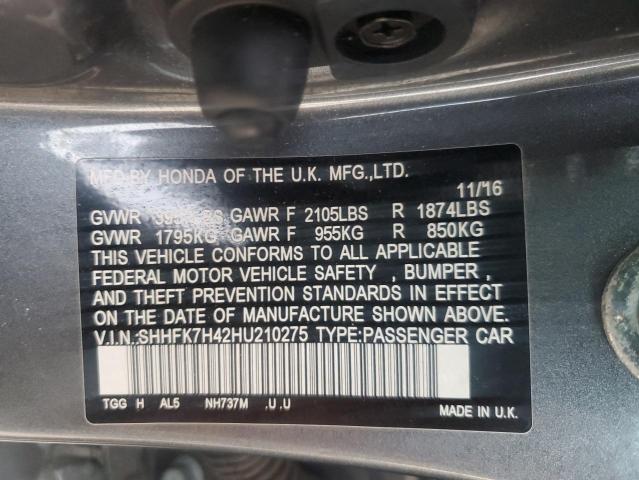 MFD BY HONDA OF THE U.K. MFG.,LTD.
11/16
GVWR LBS GAWR F 2105LBS R 1874LBS
GVWR 1795KG GAWR F 955KG R 850KG
THIS VEHICLE CONFORMS TO ALL APPLICABLE
FEDERAL MOTOR VEHICLE SAFETY , BUMPER ,
AND THEFT PREVENTION STANDARDS IN EFFECT
ON THE DATE OF MANUFACTURE SHOWN ABOVE.
V.I.N.:SHHFK7H42HU210275 TYPE:PASSENGER CAR
TGG H AL5 NH737M .U .U
MADE IN U.K.